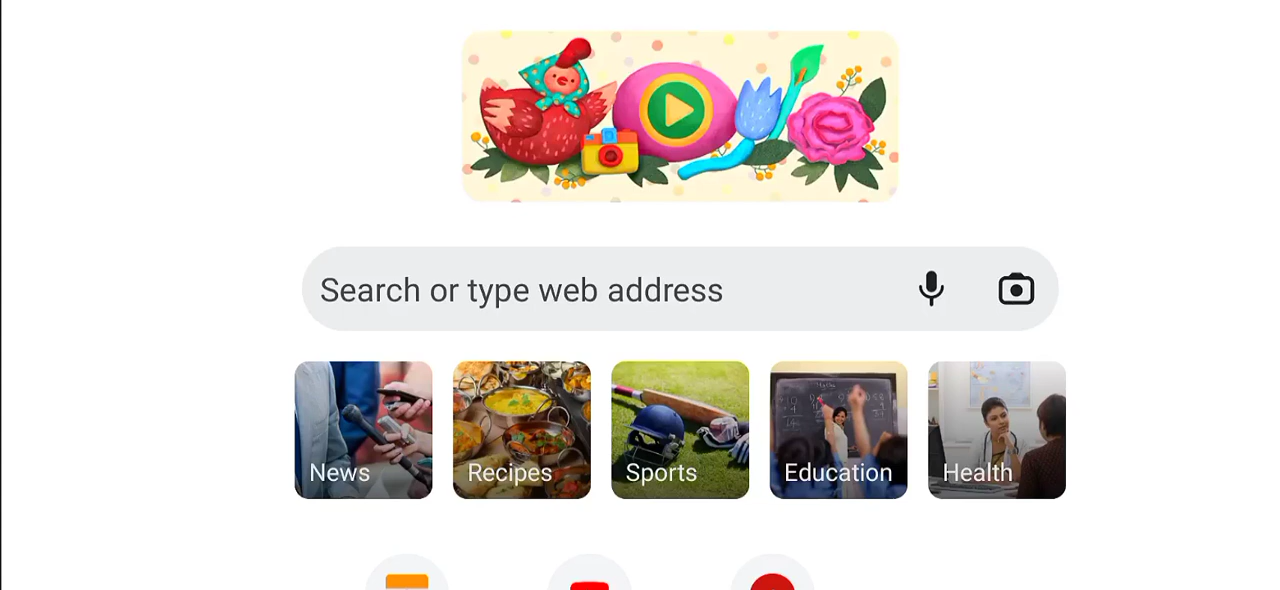 Search or type web address
News
Recipes
Sports
Education
Health